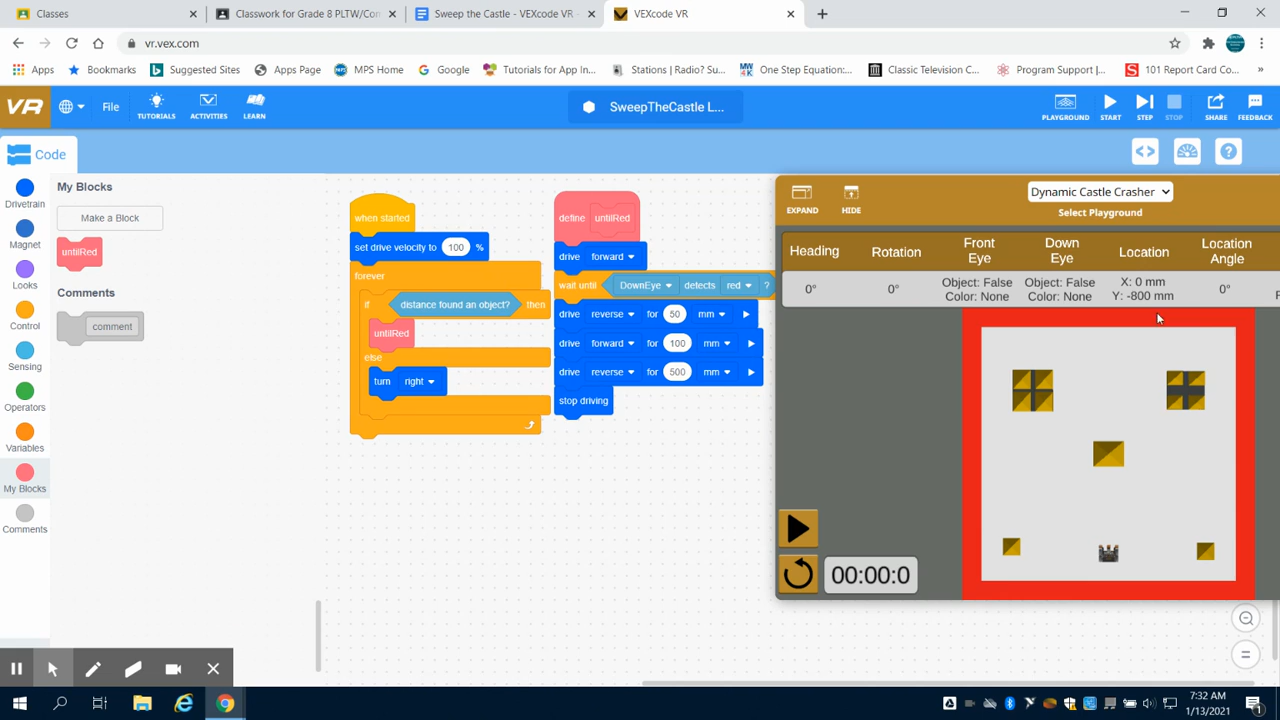 Classes
Classwork for Grade 8 PLTW/Con
Sweep the Castle - VEXcode VR -
VEXcode VR
vr.vex.com
Apps
Bookmarks
Suggested Sites
Apps Page
MPS Home
Google
Tutorials for App In...
Stations | Radio? Su...
One Step Equation:...
Classic Television C...
Program Support |...
101 Report Card Co...
»
VR
File
TUTORIALS
ACTIVITIES
LEARN
SweepTheCastle L...
PLAYGROUND
START
STEP
STOP
SHARE
FEEDBACK
Code
Drivetrain
Magnet
Looks
Control
Sensing
Operators
Variables
My Blocks
Comments
My Blocks
Make a Block
untilRed
Comments
comment
when started
set drive velocity to 100 %
forever
if distance found an object? then
untilRed
else
turn right
define untilRed
drive forward
wait until DownEye detects red ?
drive reverse for 50 mm
drive forward for 100 mm
drive reverse for 500 mm
stop driving
EXPAND
HIDE
Dynamic Castle Crasher
Select Playground
Heading
Rotation
Front Eye
Down Eye
Location
Location Angle
0°
0°
Object: False
Color: None
Object: False
Color: None
X: 0 mm
Y: -800 mm
0°
00:00:0
7:32 AM
1/13/2021